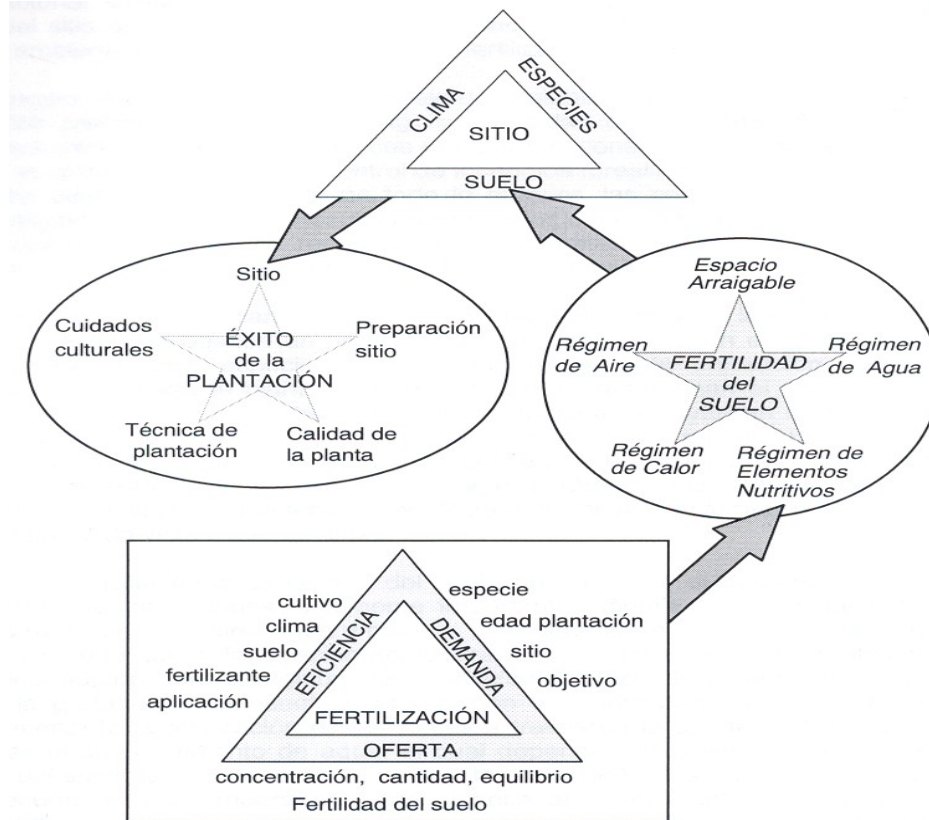 CLIMA
ESPECIES
SITIO
SUELO
Sitio
Cuidados
culturales
Preparación
sitio
ÉXITO
de la
PLANTACIÓN
Técnica de
plantación
Calidad de
la planta
Espacio
Arraigable
Régimen
de Aire
Régimen
de Agua
FERTILIDAD
del
SUELO
Régimen
de Calor
Régimen de
Elementos
Nutritivos
cultivo
clima
suelo
fertilizante
aplicación
EFICIENCIA
DEMANDA
especie
edad plantación
sitio
objetivo
FERTILIZACIÓN
OFERTA
concentración, cantidad, equilibrio
Fertilidad del suelo